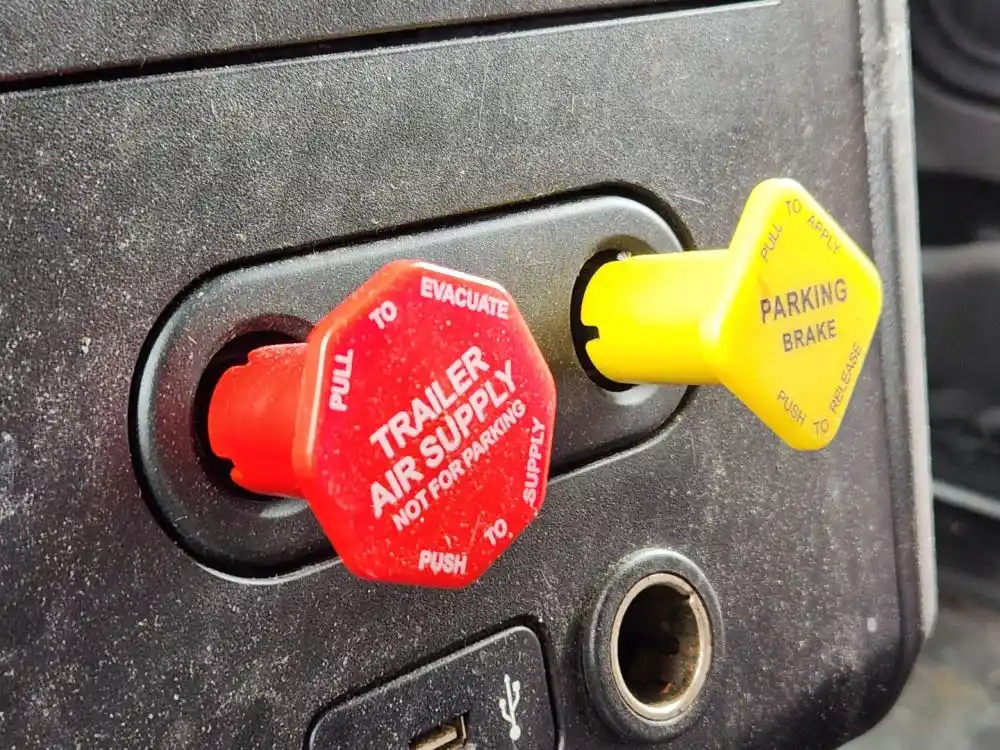 PULL TO EVACUATE
TRAILER
AIR SUPPLY
NOT FOR PARKING
PUSH TO SUPPLY
PULL TO APPLY
PARKING
BRAKE
PUSH TO RELEASE